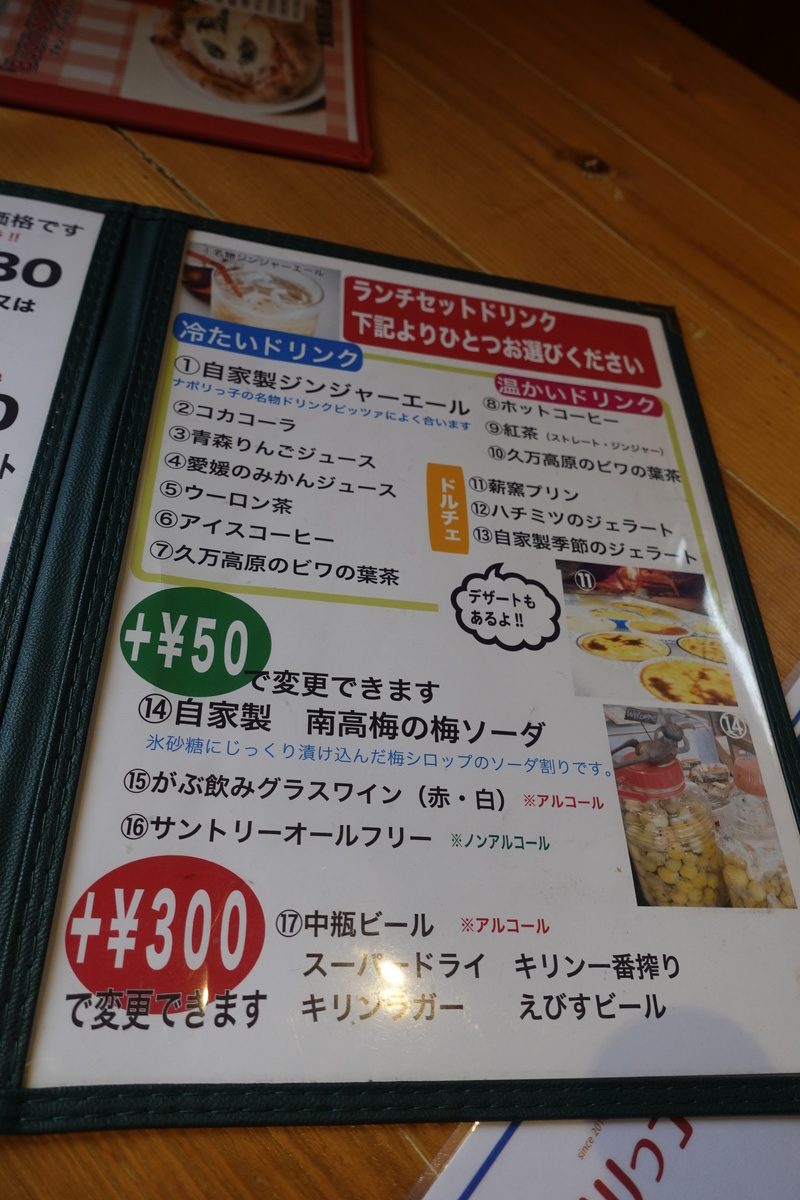 価格です
30
又は
0
ト
①名物ジンジャーエール
ランチセットドリンク
下記よりひとつお選びください
冷たいドリンク
①自家製ジンジャーエール
ナポリっ子の名物ドリンクピッツァによく合います
②コカコーラ
③青森りんごジュース
④愛媛のみかんジュース
⑤ウーロン茶
⑥アイスコーヒー
⑦久万高原のビワの葉茶
温かいドリンク
⑧ホットコーヒー
⑨紅茶（ストレート・ジンジャー）
⑩久万高原のビワの葉茶
ドルチェ
⑪薪窯プリン
⑫ハチミツのジェラート
⑬自家製季節のジェラート
デザートも
あるよ!!
⑪
+¥50
で変更できます
⑭自家製　南高梅の梅ソーダ
氷砂糖にじっくり漬け込んだ梅シロップのソーダ割りです。
⑭
⑮がぶ飲みグラスワイン（赤・白）※アルコール
⑯サントリーオールフリー　※ノンアルコール
+¥300
で変更できます
⑰中瓶ビール　※アルコール
スーパードライ　キリン一番搾り
キリンラガー　えびすビール
since 201